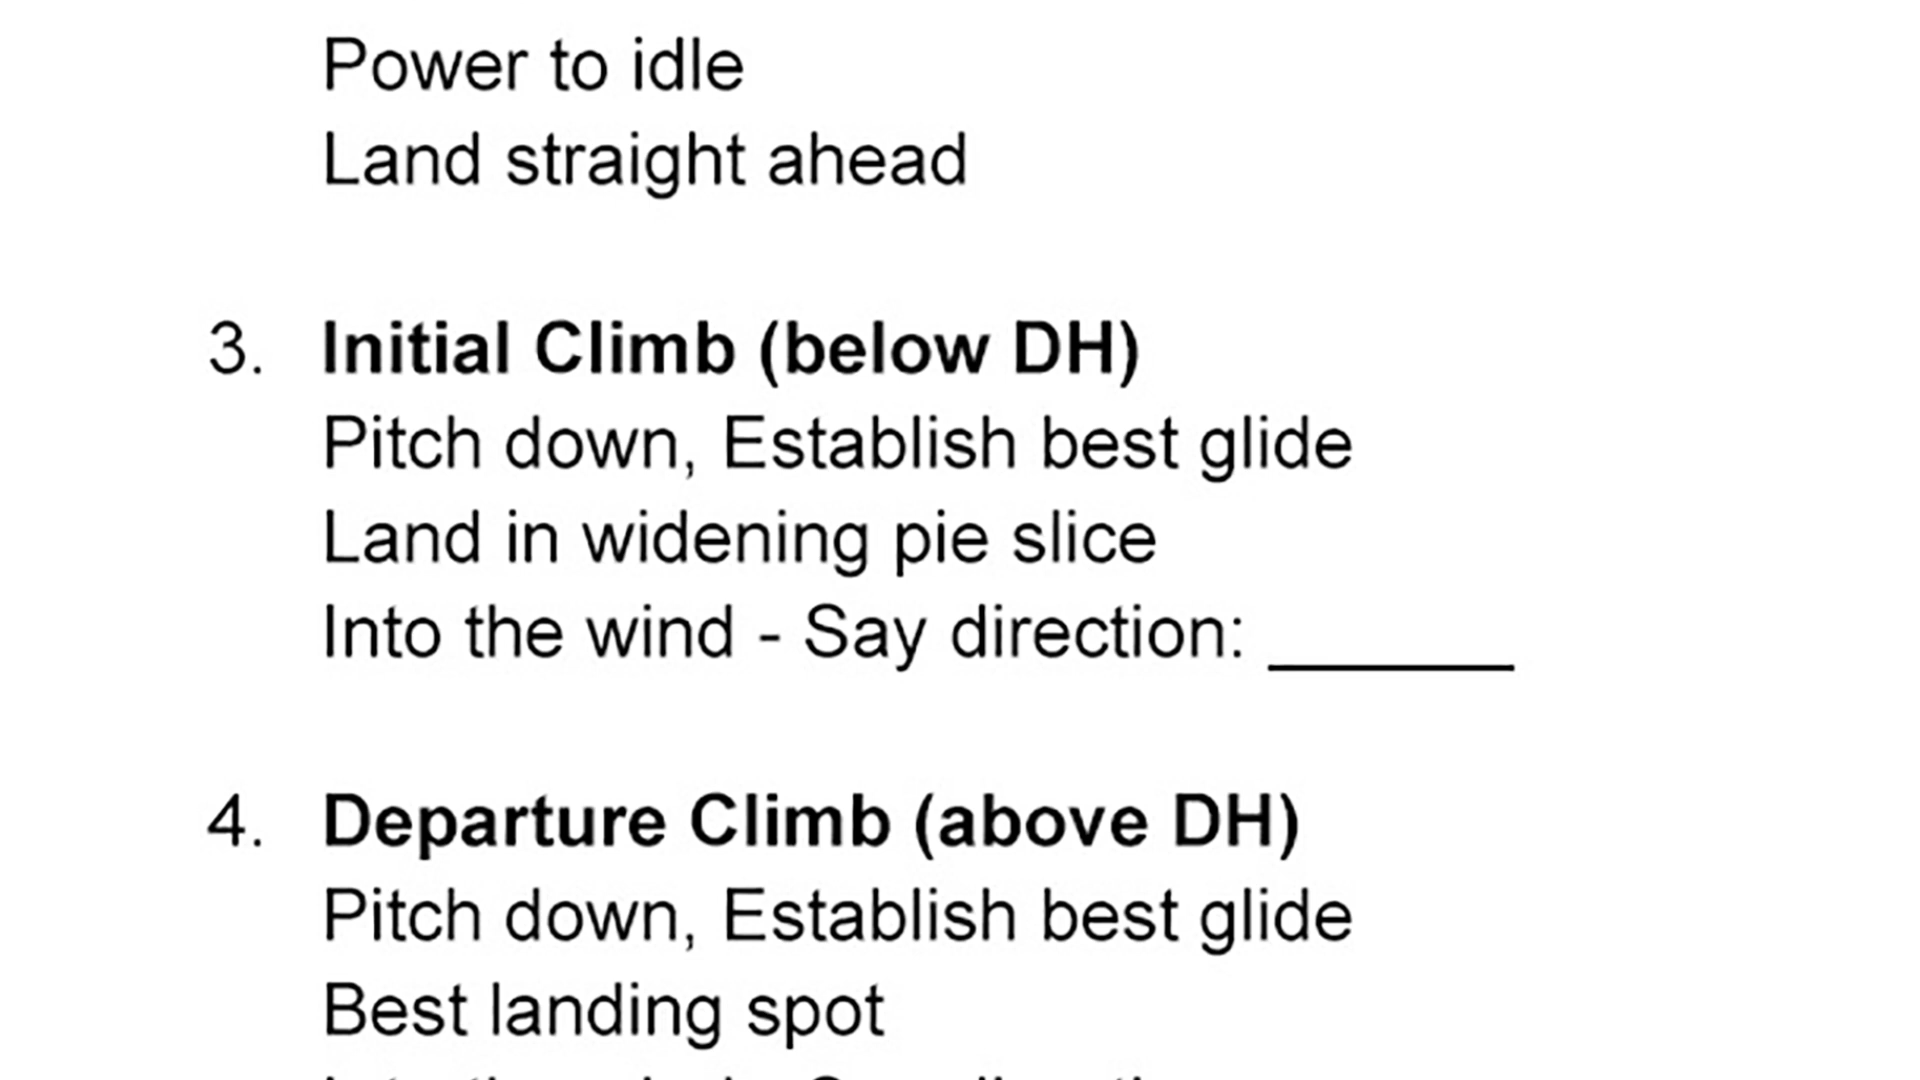 Power to idle
Land straight ahead
3. Initial Climb (below DH)
Pitch down, Establish best glide
Land in widening pie slice
Into the wind - Say direction: ______
4. Departure Climb (above DH)
Pitch down, Establish best glide
Best landing spot